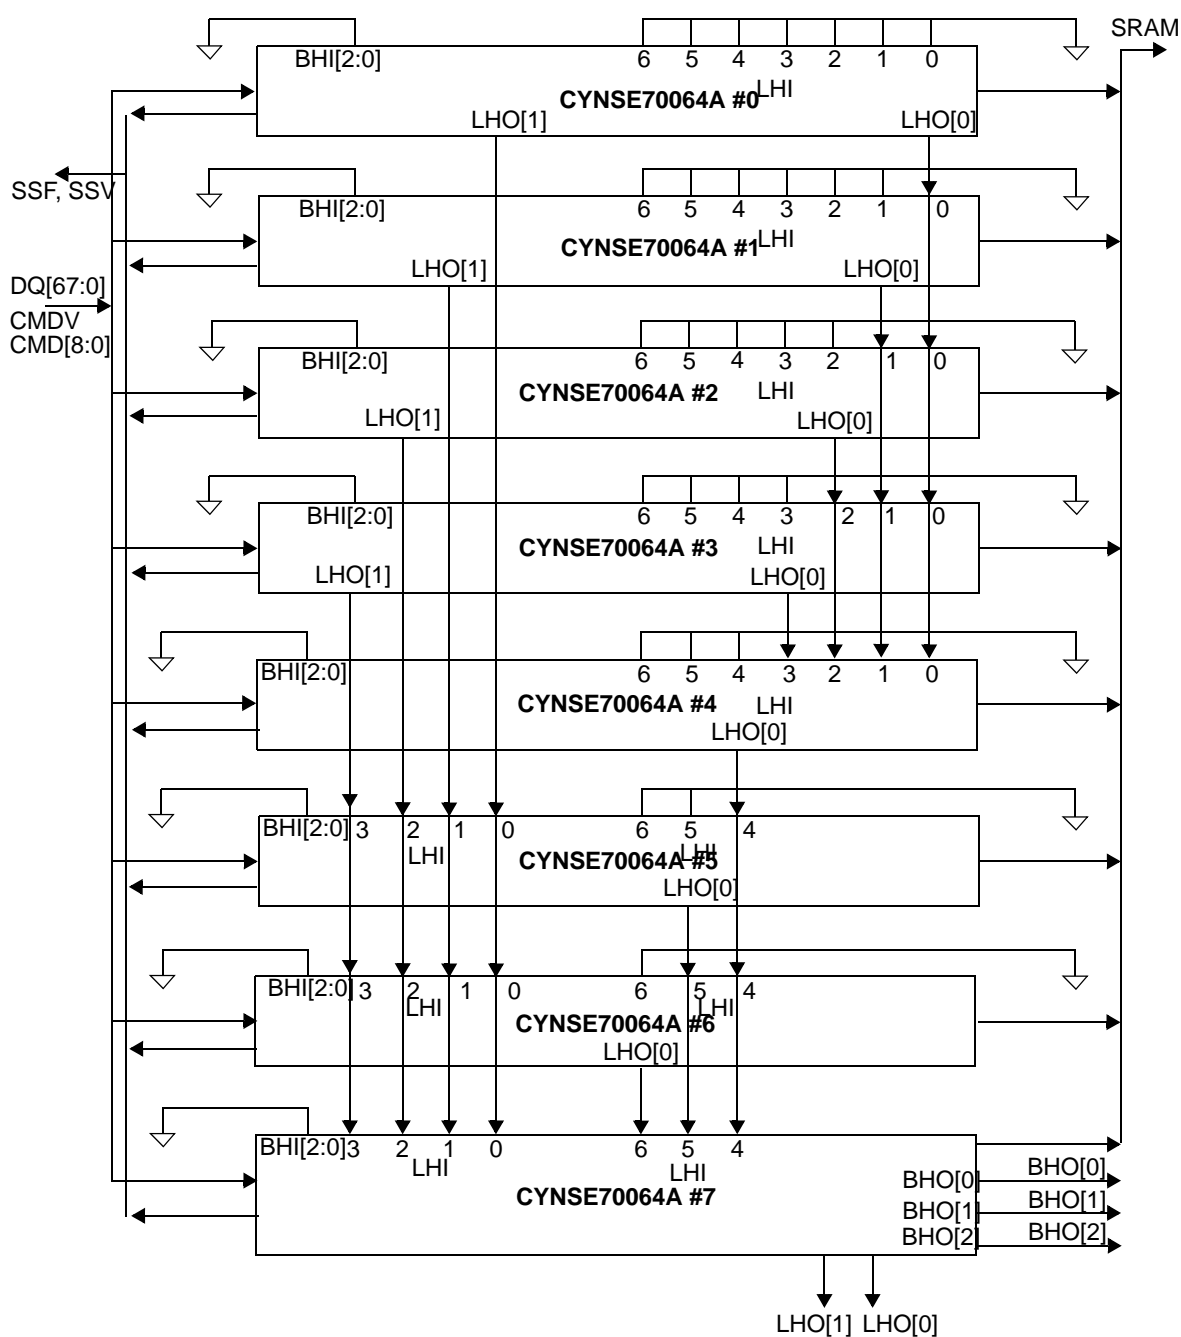 SRAM
BHI[2:0] 6 5 4 3 2 1 0
LHI
CYNSE70064A #0
LHO[1] LHO[0]
SSF, SSV
BHI[2:0] 6 5 4 3 2 1 0
LHI
CYNSE70064A #1
LHO[1] LHO[0]
DQ[67:0]
CMDV
CMD[8:0]
BHI[2:0] 6 5 4 3 2 1 0
CYNSE70064A #2 LHI
LHO[1] LHO[0]
BHI[2:0] 6 5 4 3 2 1 0
CYNSE70064A #3 LHI
LHO[1] LHO[0]
BHI[2:0] 6 5 4 3 2 1 0
CYNSE70064A #4 LHI
LHO[0]
BHI[2:0] 3 2 1 0 6 5 4
LHI LHI
CYNSE70064A #5
LHO[0]
BHI[2:0] 3 2 1 0 6 5 4
LHI LHI
CYNSE70064A #6
LHO[0]
BHI[2:0] 3 2 1 0 6 5 4
LHI LHI
CYNSE70064A #7
BHO[0] BHO[0]
BHO[1] BHO[1]
BHO[2] BHO[2]
LHO[1] LHO[0]